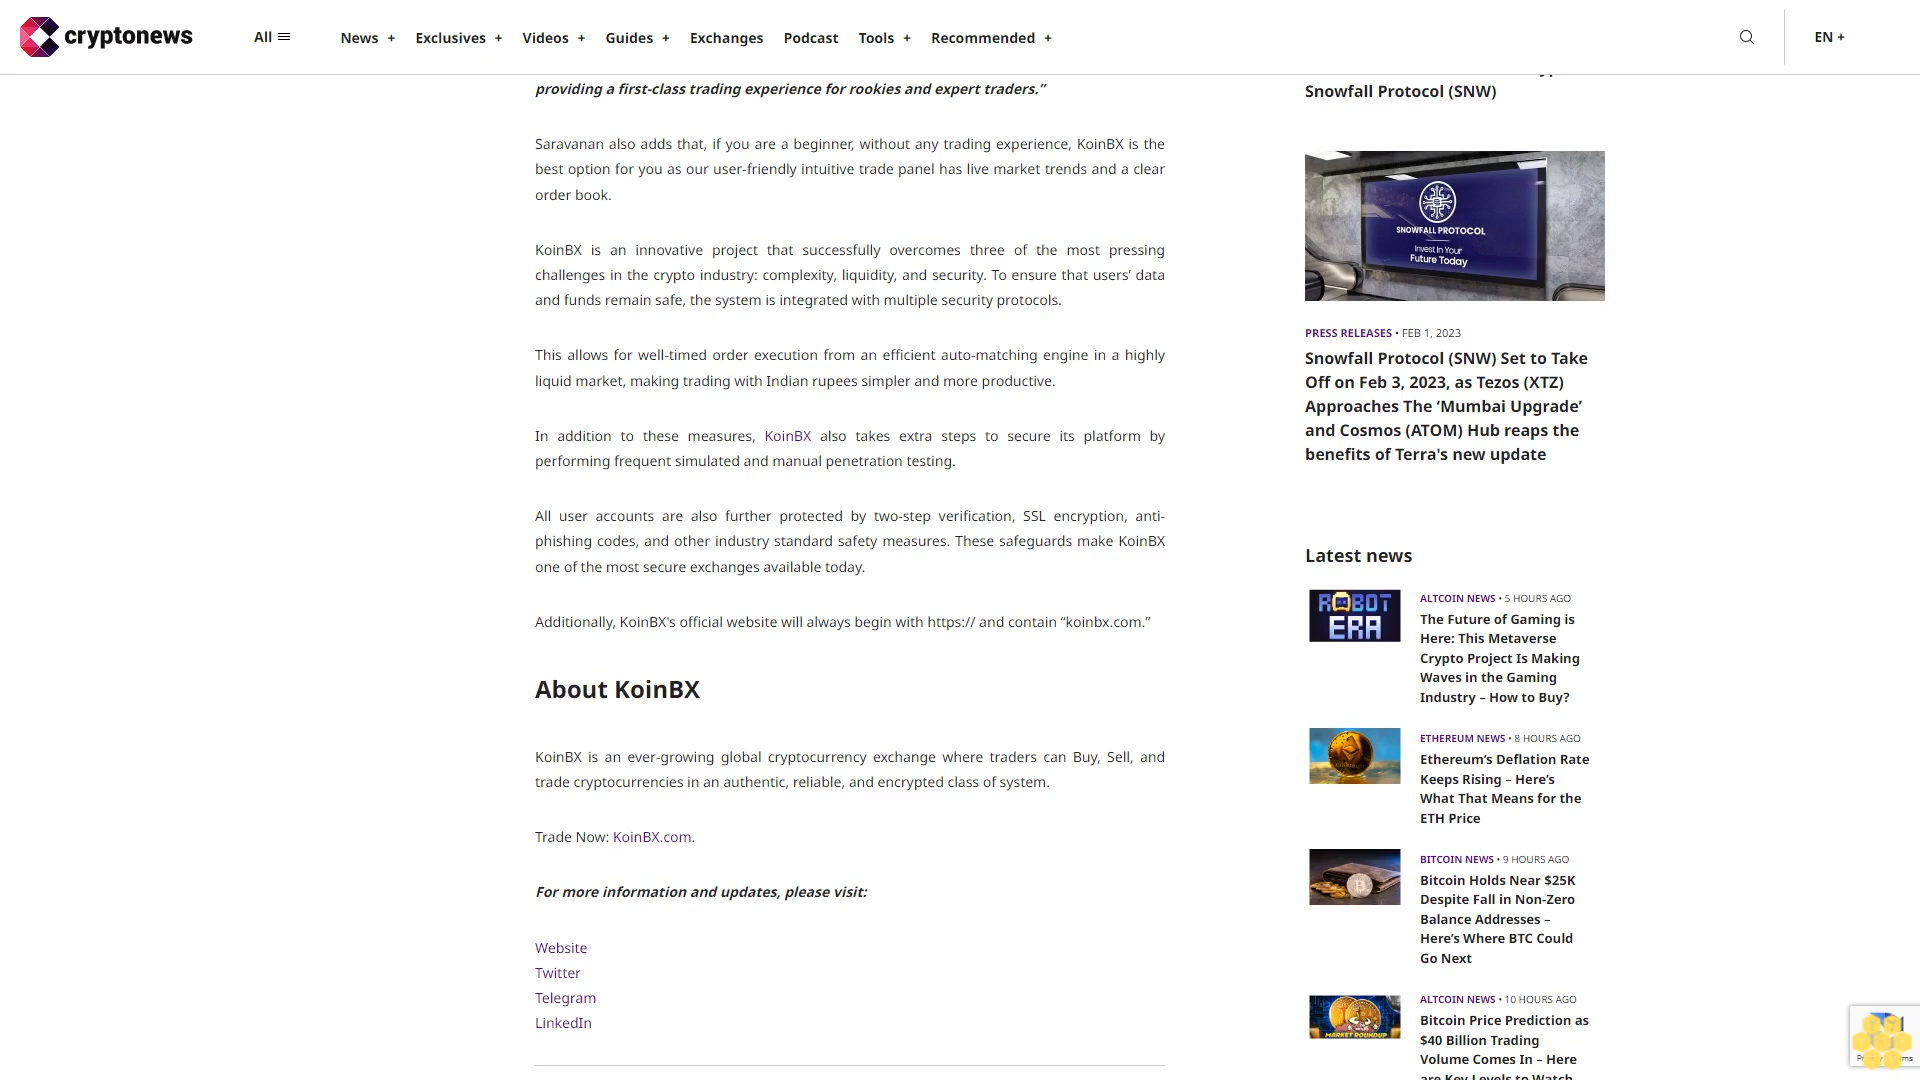 cryptonews
All
News +
Exclusives +
Videos +
Guides +
Exchanges
Podcast
Tools +
Recommended +
EN +
providing a first-class trading experience for rookies and expert traders.”
Saravanan also adds that, if you are a beginner, without any trading experience, KoinBX is the
best option for you as our user-friendly intuitive trade panel has live market trends and a clear
order book.
KoinBX is an innovative project that successfully overcomes three of the most pressing
challenges in the crypto industry: complexity, liquidity, and security. To ensure that users’ data
and funds remain safe, the system is integrated with multiple security protocols.
This allows for well-timed order execution from an efficient auto-matching engine in a highly
liquid market, making trading with Indian rupees simpler and more productive.
In addition to these measures, KoinBX also takes extra steps to secure its platform by
performing frequent simulated and manual penetration testing.
All user accounts are also further protected by two-step verification, SSL encryption, anti-
phishing codes, and other industry standard safety measures. These safeguards make KoinBX
one of the most secure exchanges available today.
Additionally, KoinBX's official website will always begin with https:// and contain “koinbx.com.”
About KoinBX
KoinBX is an ever-growing global cryptocurrency exchange where traders can Buy, Sell, and
trade cryptocurrencies in an authentic, reliable, and encrypted class of system.
Trade Now: KoinBX.com.
For more information and updates, please visit:
Website
Twitter
Telegram
LinkedIn
Snowfall Protocol (SNW)
SNOWFALL PROTOCOL
Invest In Your
Future Today
PRESS RELEASES • FEB 1, 2023
Snowfall Protocol (SNW) Set to Take
Off on Feb 3, 2023, as Tezos (XTZ)
Approaches The ‘Mumbai Upgrade’
and Cosmos (ATOM) Hub reaps the
benefits of Terra's new update
Latest news
ROBOT
ERA
ALTCOIN NEWS • 5 HOURS AGO
The Future of Gaming is
Here: This Metaverse
Crypto Project Is Making
Waves in the Gaming
Industry – How to Buy?
ETHEREUM NEWS • 8 HOURS AGO
Ethereum’s Deflation Rate
Keeps Rising – Here’s
What That Means for the
ETH Price
BITCOIN NEWS • 9 HOURS AGO
Bitcoin Holds Near $25K
Despite Fall in Non-Zero
Balance Addresses –
Here’s Where BTC Could
Go Next
MARKET ROUNDUP
ALTCOIN NEWS • 10 HOURS AGO
Bitcoin Price Prediction as
$40 Billion Trading
Volume Comes In – Here
are Key Levels to Watch